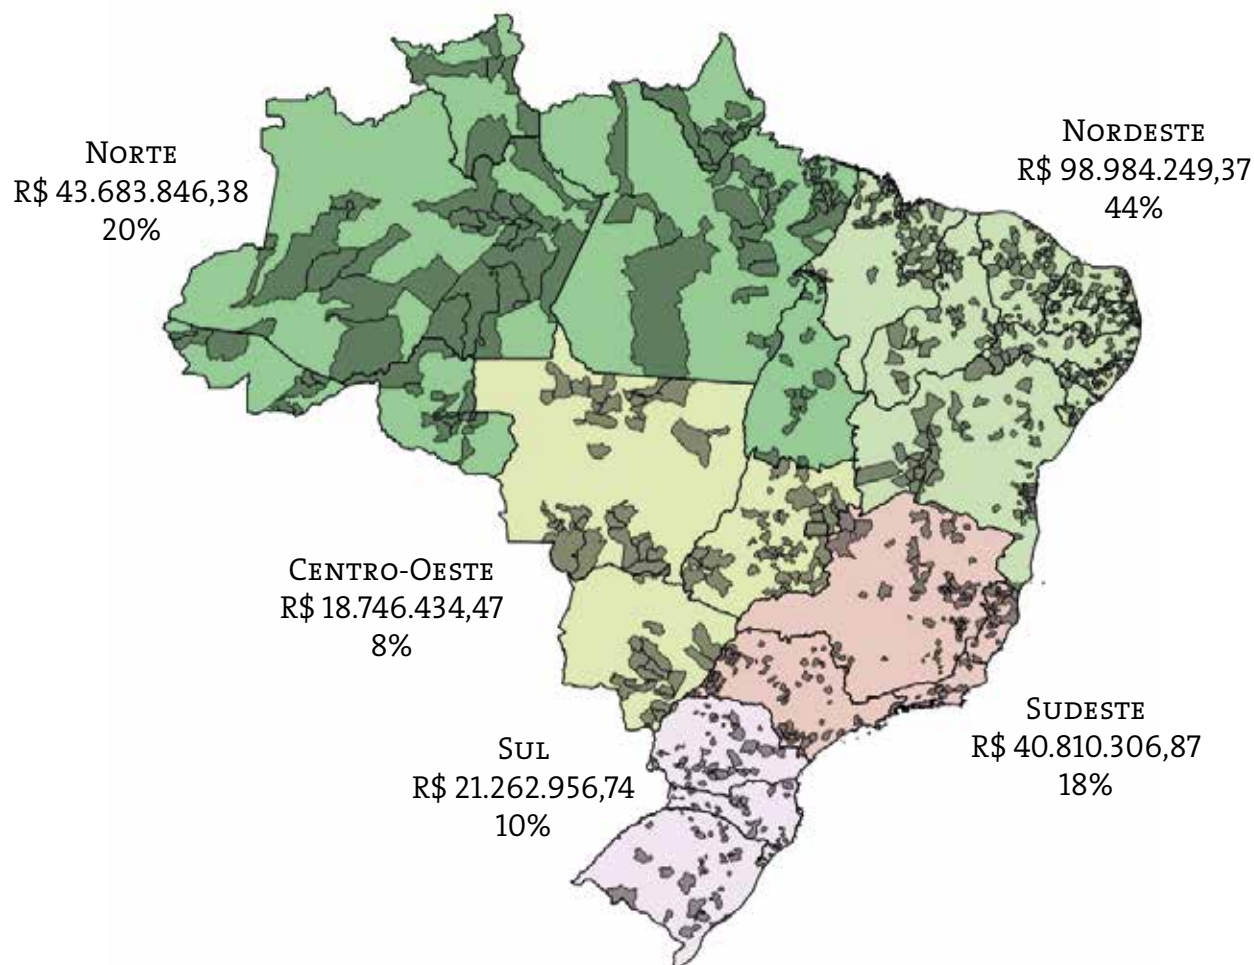 NORTE
R$ 43.683.846,38
20%
NORDESTE
R$ 98.984.249,37
44%
CENTRO-OESTE
R$ 18.746.434,47
8%
SUDESTE
R$ 40.810.306,87
18%
SUL
R$ 21.262.956,74
10%